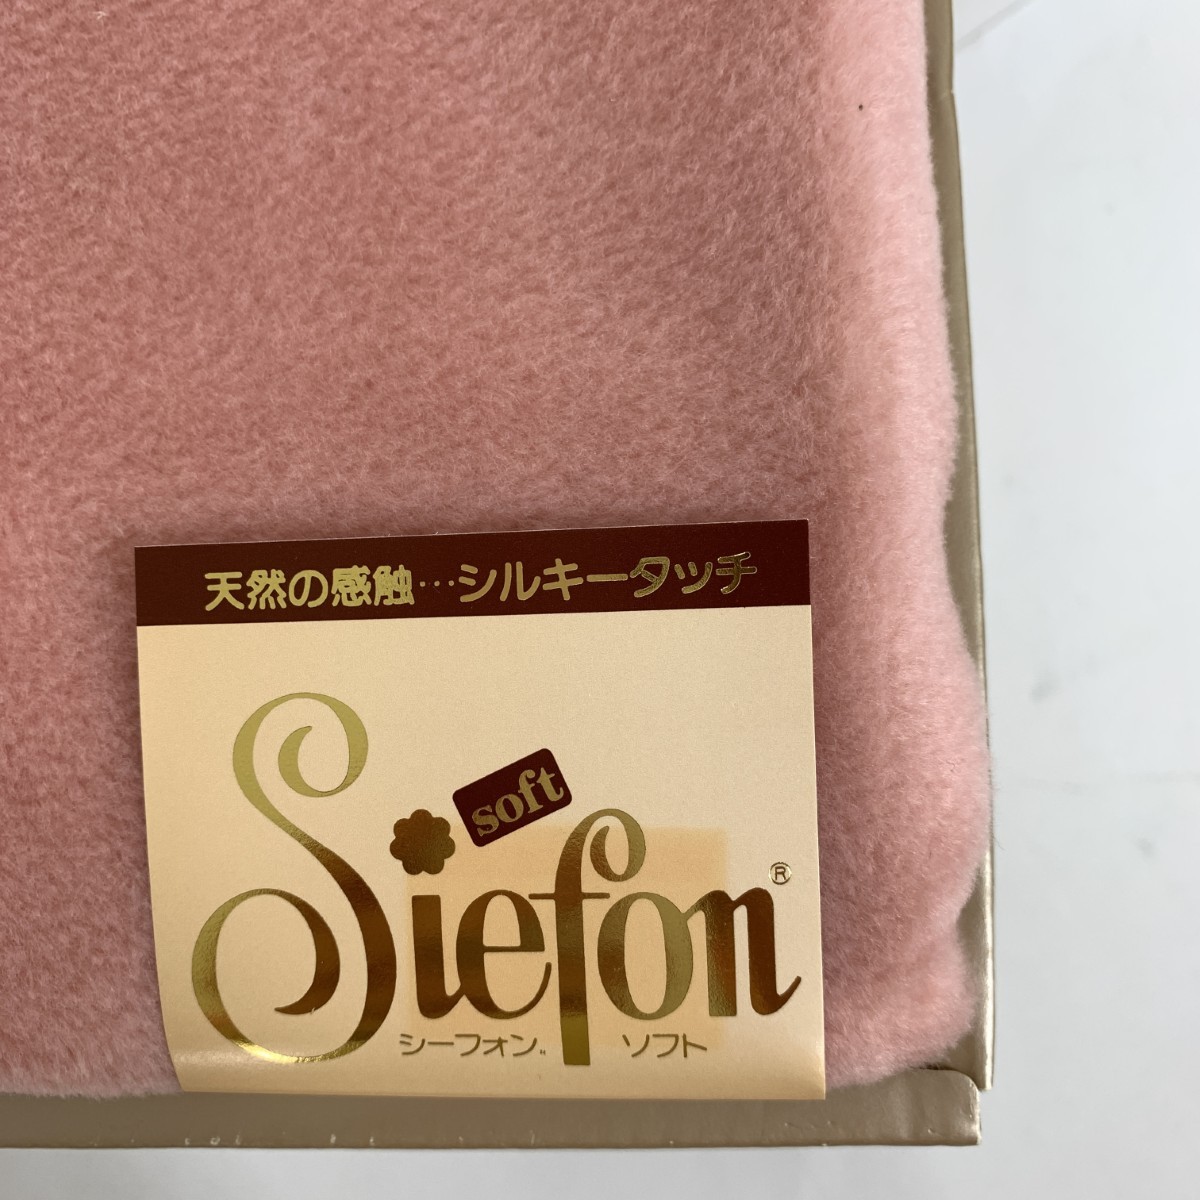 天然の感触…シルキータッチ
soft
Siefon®
シーフォン ソフト